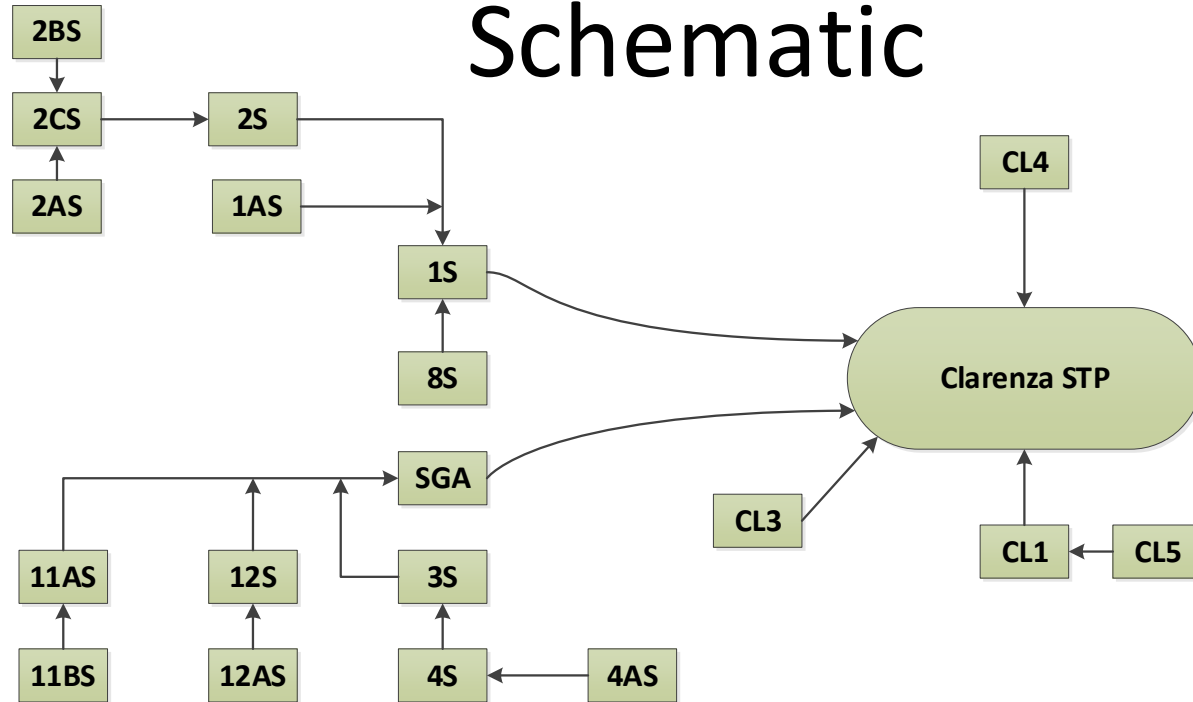 Schematic
2BS
2CS
2S
2AS
1AS
CL4
1S
8S
Clarenza STP
SGA
CL3
11AS
12S
3S
CL1
CL5
11BS
12AS
4S
4AS